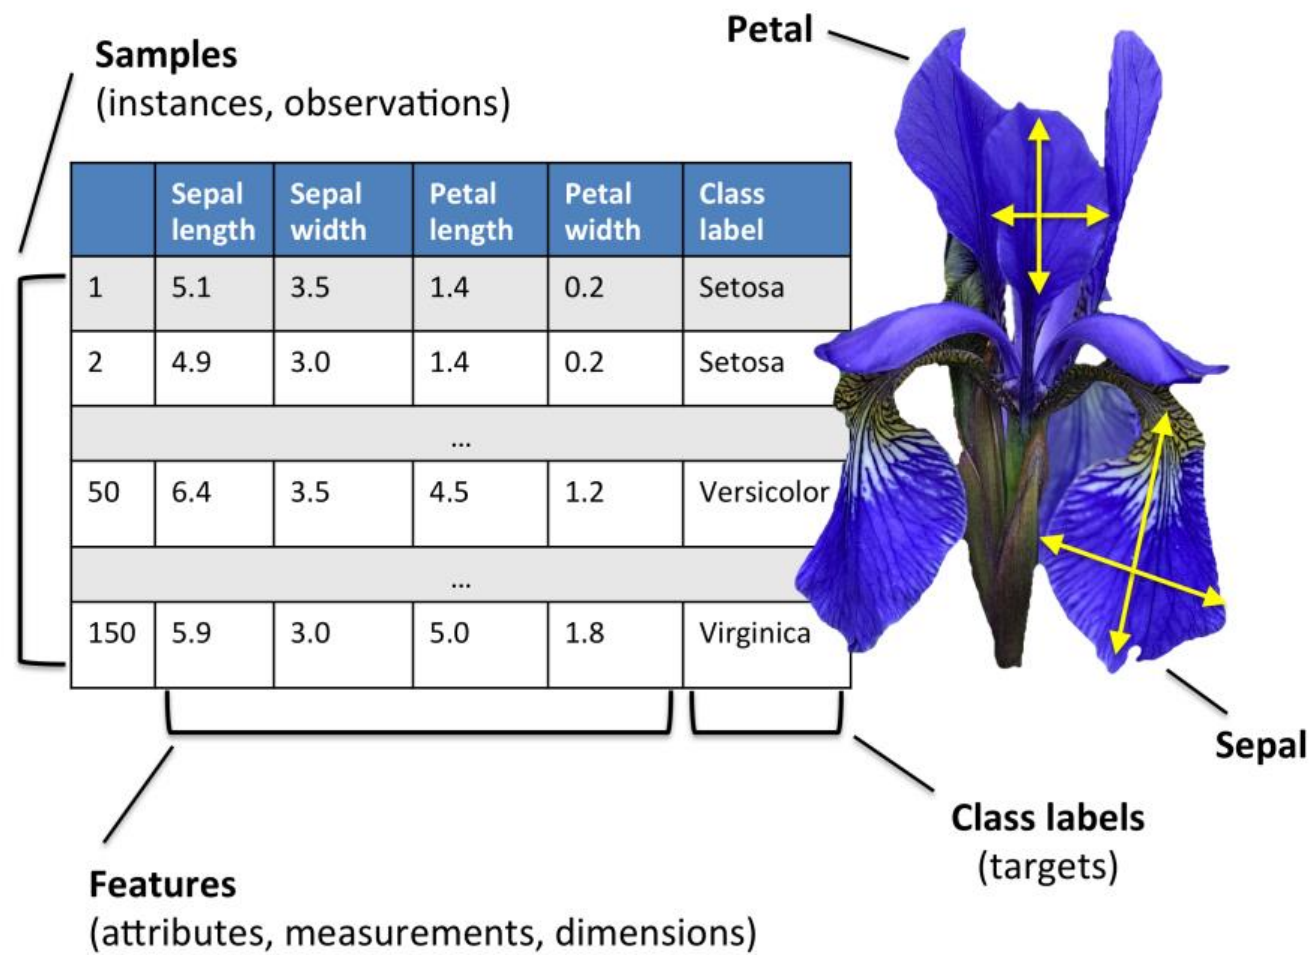 Petal
Samples
(instances, observations)
Sepal length Sepal width Petal length Petal width Class label
1 5.1 3.5 1.4 0.2 Setosa
2 4.9 3.0 1.4 0.2 Setosa
...
50 6.4 3.5 4.5 1.2 Versicolor
...
150 5.9 3.0 5.0 1.8 Virginica
Sepal
Class labels
(targets)
Features
(attributes, measurements, dimensions)